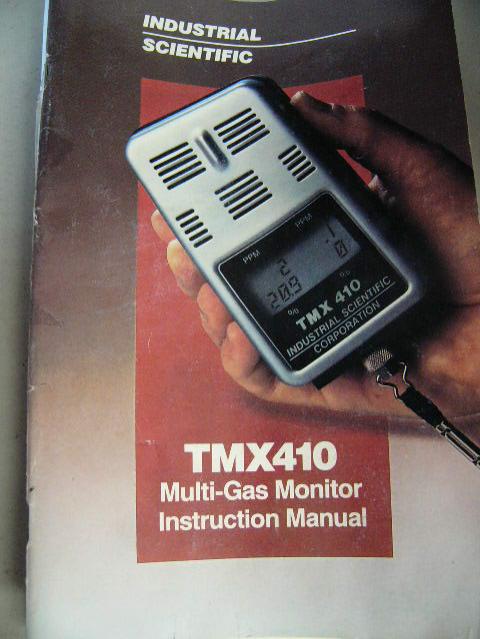 INDUSTRIAL
SCIENTIFIC
PPM PPM
2 .1
20.9 0
% %
TMX 410
INDUSTRIAL SCIENTIFIC
CORPORATION
TMX410
Multi-Gas Monitor
Instruction Manual